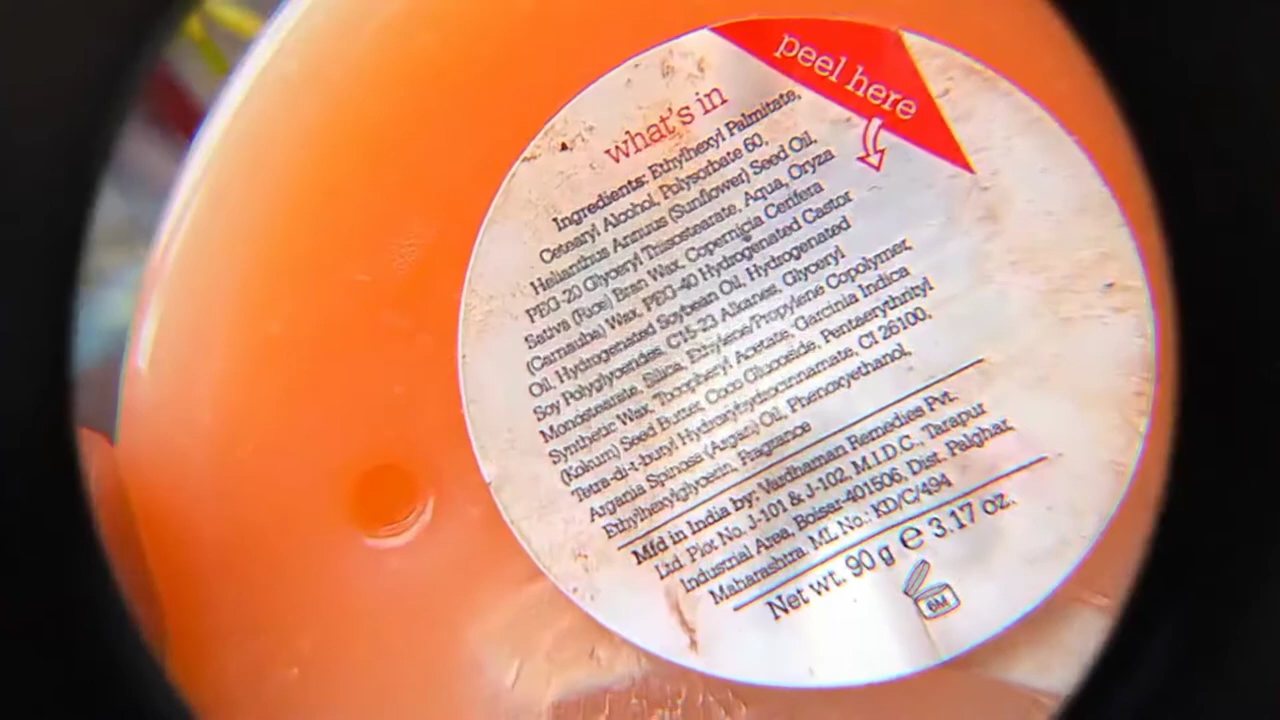 peel here
what's in
Ingredients: Ethylhexyl Palmitate,
Cetearyl Alcohol, Polysorbate 60,
Helianthus Annuus (Sunflower) Seed Oil,
PEG-20 Glyceryl Triisostearate, Aqua, Oryza
Sativa (Rice) Bran Wax, Copernicia Cerifera
(Carnauba) Wax, PEG-40 Hydrogenated Castor
Oil, Hydrogenated Soybean Oil, Hydrogenated
Soy Polyglycerides, C15-23 Alkanes, Glyceryl
Monostearate, Silica, Ethylene/Propylene Copolymer,
Synthetic Wax, Tocopheryl Acetate, Garcinia Indica
(Kokum) Seed Butter, Coco Glucoside, Pentaerythrityl
Tetra-di-t-butyl Hydroxyhydrocinnamate, CI 26100,
Argania Spinosa (Argan) Oil, Phenoxyethanol,
Ethylhexylglycerin, Fragrance
Mfd in India by: Vardhaman Remedies Pvt.
Ltd. Plot No. J-101 & J-102, M.I.D.C., Tarapur
Industrial Area, Boisar-401506, Dist. Palghar,
Maharashtra. ML No.: KD/C/494
Net wt. 90 g e 3.17 oz.
6M